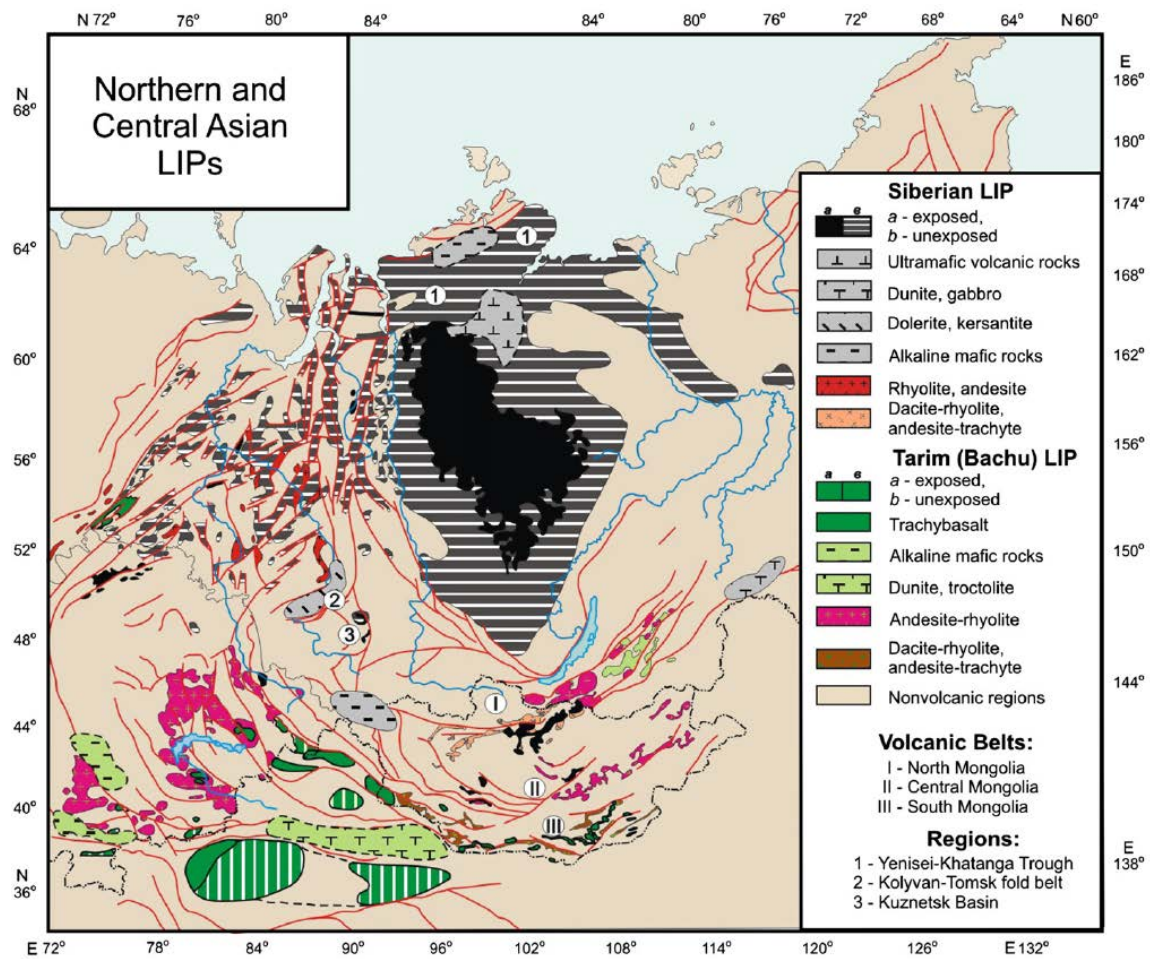 N 72°
76°
80°
84°
84°
80°
76°
72°
68°
64°
N 60°
Northern and
Central Asian
LIPs
N
68°
64°
60°
56°
52°
48°
44°
40°
N
36°
E
186°
180°
174°
168°
162°
156°
150°
144°
E
138°
1
1
2
3
I
II
III
Siberian LIP
a e
a - exposed,
b - unexposed
Ultramafic volcanic rocks
Dunite, gabbro
Dolerite, kersantite
Alkaline mafic rocks
Rhyolite, andesite
Dacite-rhyolite,
andesite-trachyte
Tarim (Bachu) LIP
a e
a - exposed,
b - unexposed
Trachybasalt
Alkaline mafic rocks
Dunite, troctolite
Andesite-rhyolite
Dacite-rhyolite,
andesite-trachyte
Nonvolcanic regions
Volcanic Belts:
I - North Mongolia
II - Central Mongolia
III - South Mongolia
Regions:
1 - Yenisei-Khatanga Trough
2 - Kolyvan-Tomsk fold belt
3 - Kuznetsk Basin
E 72°
78°
84°
90°
96°
102°
108°
114°
120°
126°
E 132°